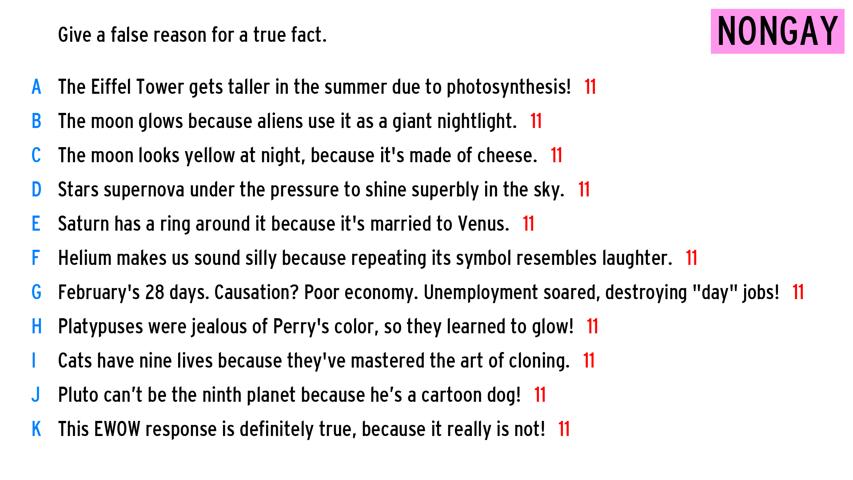 Give a false reason for a true fact.
NONGAY
A The Eiffel Tower gets taller in the summer due to photosynthesis! 11
B The moon glows because aliens use it as a giant nightlight. 11
C The moon looks yellow at night, because it's made of cheese. 11
D Stars supernova under the pressure to shine superbly in the sky. 11
E Saturn has a ring around it because it's married to Venus. 11
F Helium makes us sound silly because repeating its symbol resembles laughter. 11
G February's 28 days. Causation? Poor economy. Unemployment soared, destroying "day" jobs! 11
H Platypuses were jealous of Perry's color, so they learned to glow! 11
I Cats have nine lives because they've mastered the art of cloning. 11
J Pluto can’t be the ninth planet because he’s a cartoon dog! 11
K This EWOW response is definitely true, because it really is not! 11